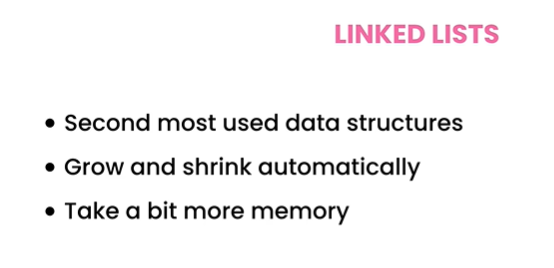 LINKED LISTS
• Second most used data structures
• Grow and shrink automatically
• Take a bit more memory